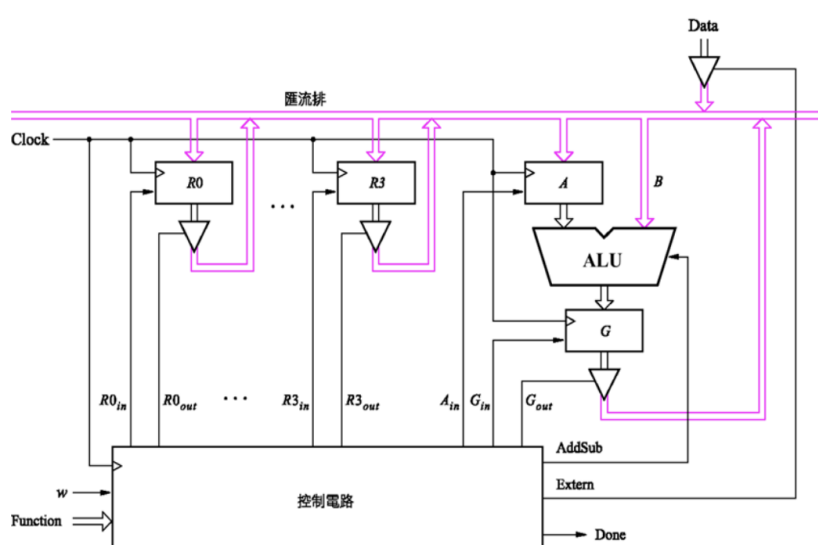 Data
匯流排
Clock
R0
...
R3
A
B
ALU
G
R0in
R0out
...
R3in
R3out
Ain
Gin
Gout
AddSub
w
控制電路
Extern
Function
Done